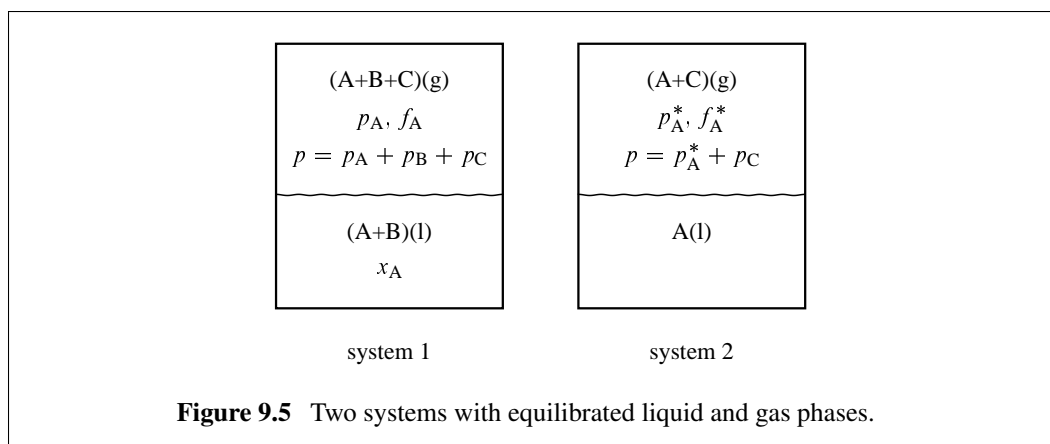 (A+B+C)(g)
p_A, f_A
p = p_A + p_B + p_C
(A+B)(l)
x_A
system 1
(A+C)(g)
p*_A, f*_A
p = p*_A + p_C
A(l)
system 2
Figure 9.5 Two systems with equilibrated liquid and gas phases.